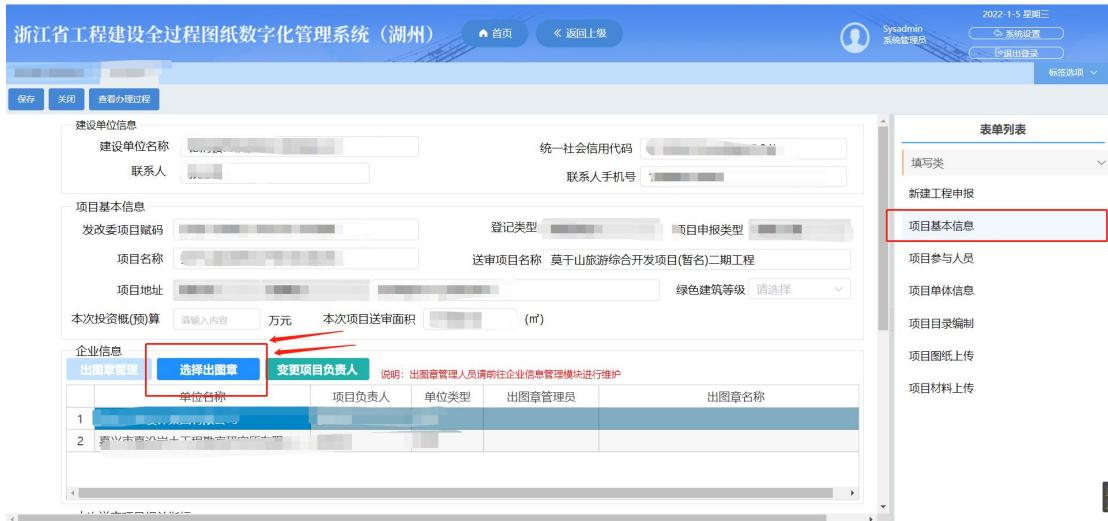 2022-1-5 星期三
浙江省工程建设全过程图纸数字化管理系统（湖州）
首页
返回上级
Sysadmin
系统管理员
系统设置
退出登录
标签选项
保存 关闭 查看办理过程
建设单位信息
建设单位名称 统一社会信用代码
联系人 联系人手机号
项目基本信息
发改委项目赋码 登记类型 项目申报类型
项目名称 送审项目名称 莫干山旅游综合开发项目(暂名)二期工程
项目地址 绿色建筑等级 请选择
本次投资概(预)算 请输入内容 万元 本次项目送审面积 (㎡)
企业信息
出图章管理 选择出图章 变更项目负责人 说明：出图章管理人员请前往企业信息管理模块进行维护
单位名称 项目负责人 单位类型 出图章管理员 出图章名称
1
2
表单列表
填写类
新建工程申报
项目基本信息
项目参与人员
项目单体信息
项目目录编制
项目图纸上传
项目材料上传